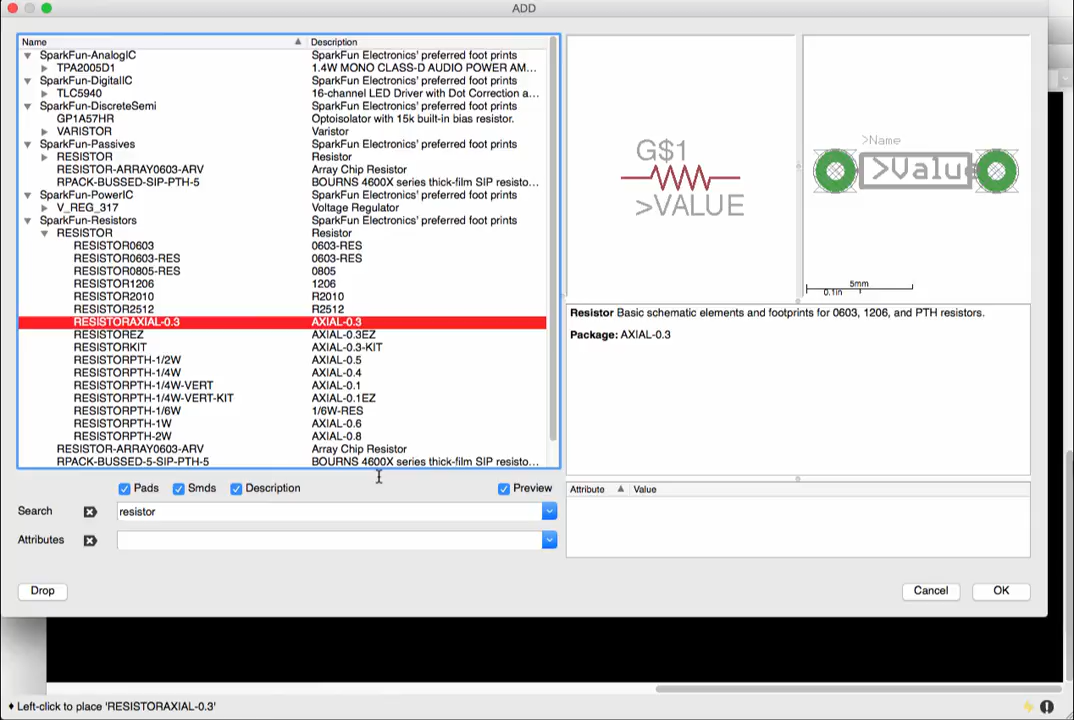 ADD
Name Description
SparkFun-AnalogIC SparkFun Electronics' preferred foot prints
TPA2005D1 1.4W MONO CLASS-D AUDIO POWER AM...
SparkFun-DigitalIC SparkFun Electronics' preferred foot prints
TLC5940 16-channel LED Driver with Dot Correction a...
SparkFun-DiscreteSemi SparkFun Electronics' preferred foot prints
GP1A57HR Optoisolator with 15k built-in bias resistor.
VARISTOR Varistor
SparkFun-Passives SparkFun Electronics' preferred foot prints
RESISTOR Resistor
RESISTOR-ARRAY0603-ARV Array Chip Resistor
RPACK-BUSSED-SIP-PTH-5 BOURNS 4600X series thick-film SIP resisto...
SparkFun-PowerIC SparkFun Electronics' preferred foot prints
V_REG_317 Voltage Regulator
SparkFun-Resistors SparkFun Electronics' preferred foot prints
RESISTOR Resistor
RESISTOR0603 0603-RES
RESISTOR0603-RES 0603-RES
RESISTOR0805-RES 0805
RESISTOR1206 1206
RESISTOR2010 R2010
RESISTOR2512 R2512
RESISTORAXIAL-0.3 AXIAL-0.3
RESISTOREZ AXIAL-0.3EZ
RESISTORKIT AXIAL-0.3-KIT
RESISTORPTH-1/2W AXIAL-0.5
RESISTORPTH-1/4W AXIAL-0.4
RESISTORPTH-1/4W-VERT AXIAL-0.1
RESISTORPTH-1/4W-VERT-KIT AXIAL-0.1EZ
RESISTORPTH-1/6W 1/6W-RES
RESISTORPTH-1W AXIAL-0.6
RESISTORPTH-2W AXIAL-0.8
RESISTOR-ARRAY0603-ARV Array Chip Resistor
RPACK-BUSSED-5-SIP-PTH-5 BOURNS 4600X series thick-film SIP resisto...
G$1
>VALUE
>Name
>Value
5mm
0.1in
Resistor Basic schematic elements and footprints for 0603, 1206, and PTH resistors.
Package: AXIAL-0.3
Pads Smds Description Preview
Attribute Value
Search resistor
Attributes
Drop Cancel OK
Left-click to place 'RESISTORAXIAL-0.3'